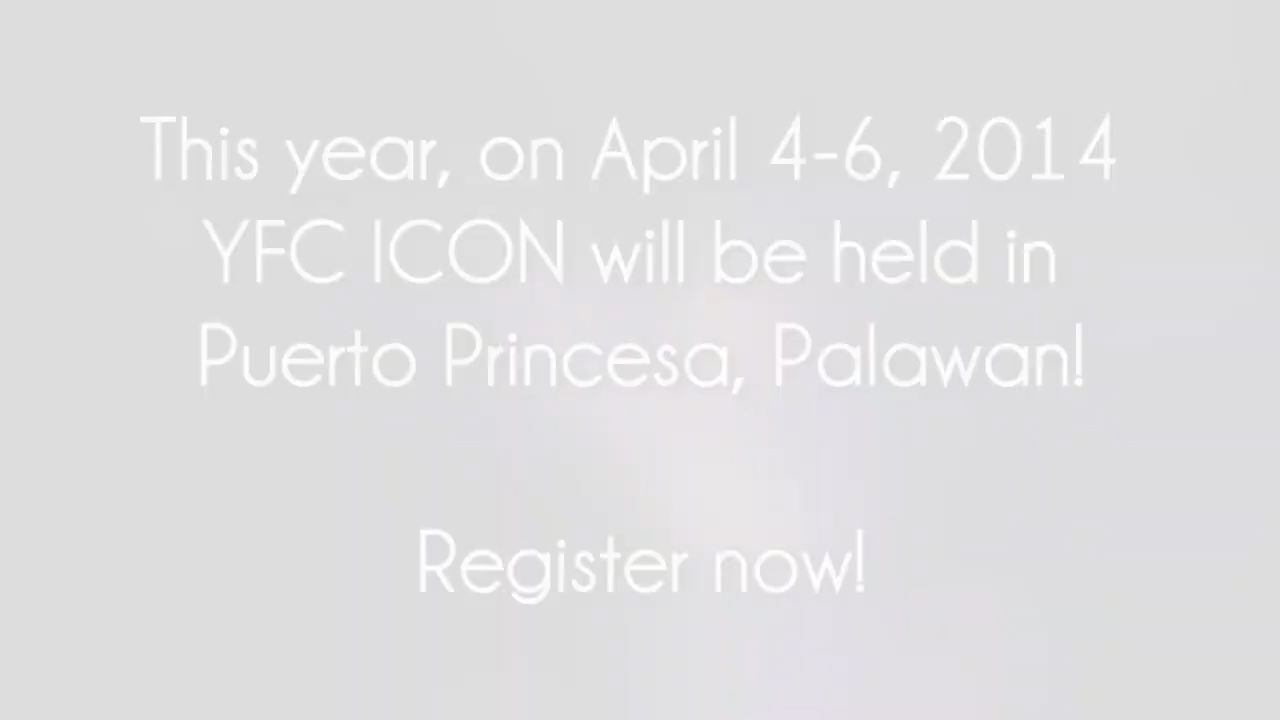 This year, on April 4-6, 2014
YFC ICON will be held in
Puerto Princesa, Palawan!
Register now!